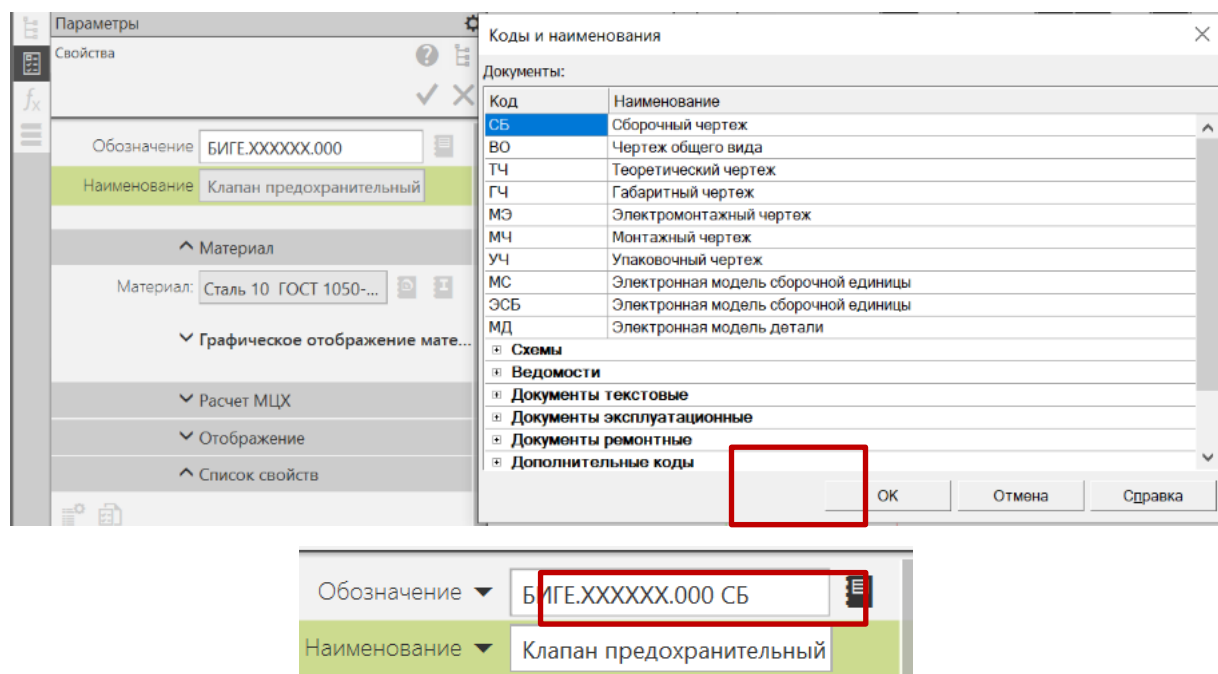 Параметры
Свойства
Обозначение БИГЕ.XXXXXX.000
Наименование Клапан предохранительный
Материал
Материал: Сталь 10 ГОСТ 1050-...
Графическое отображение мате...
Расчет МЦХ
Отображение
Список свойств
Коды и наименования
Документы:
Код Наименование
СБ Сборочный чертеж
ВО Чертеж общего вида
ТЧ Теоретический чертеж
ГЧ Габаритный чертеж
МЭ Электромонтажный чертеж
МЧ Монтажный чертеж
УЧ Упаковочный чертеж
МС Электронная модель сборочной единицы
ЭСБ Электронная модель сборочной единицы
МД Электронная модель детали
Схемы
Ведомости
Документы текстовые
Документы эксплуатационные
Документы ремонтные
Дополнительные коды
ОК Отмена Справка
Обозначение БИГЕ.XXXXXX.000 СБ
Наименование Клапан предохранительный